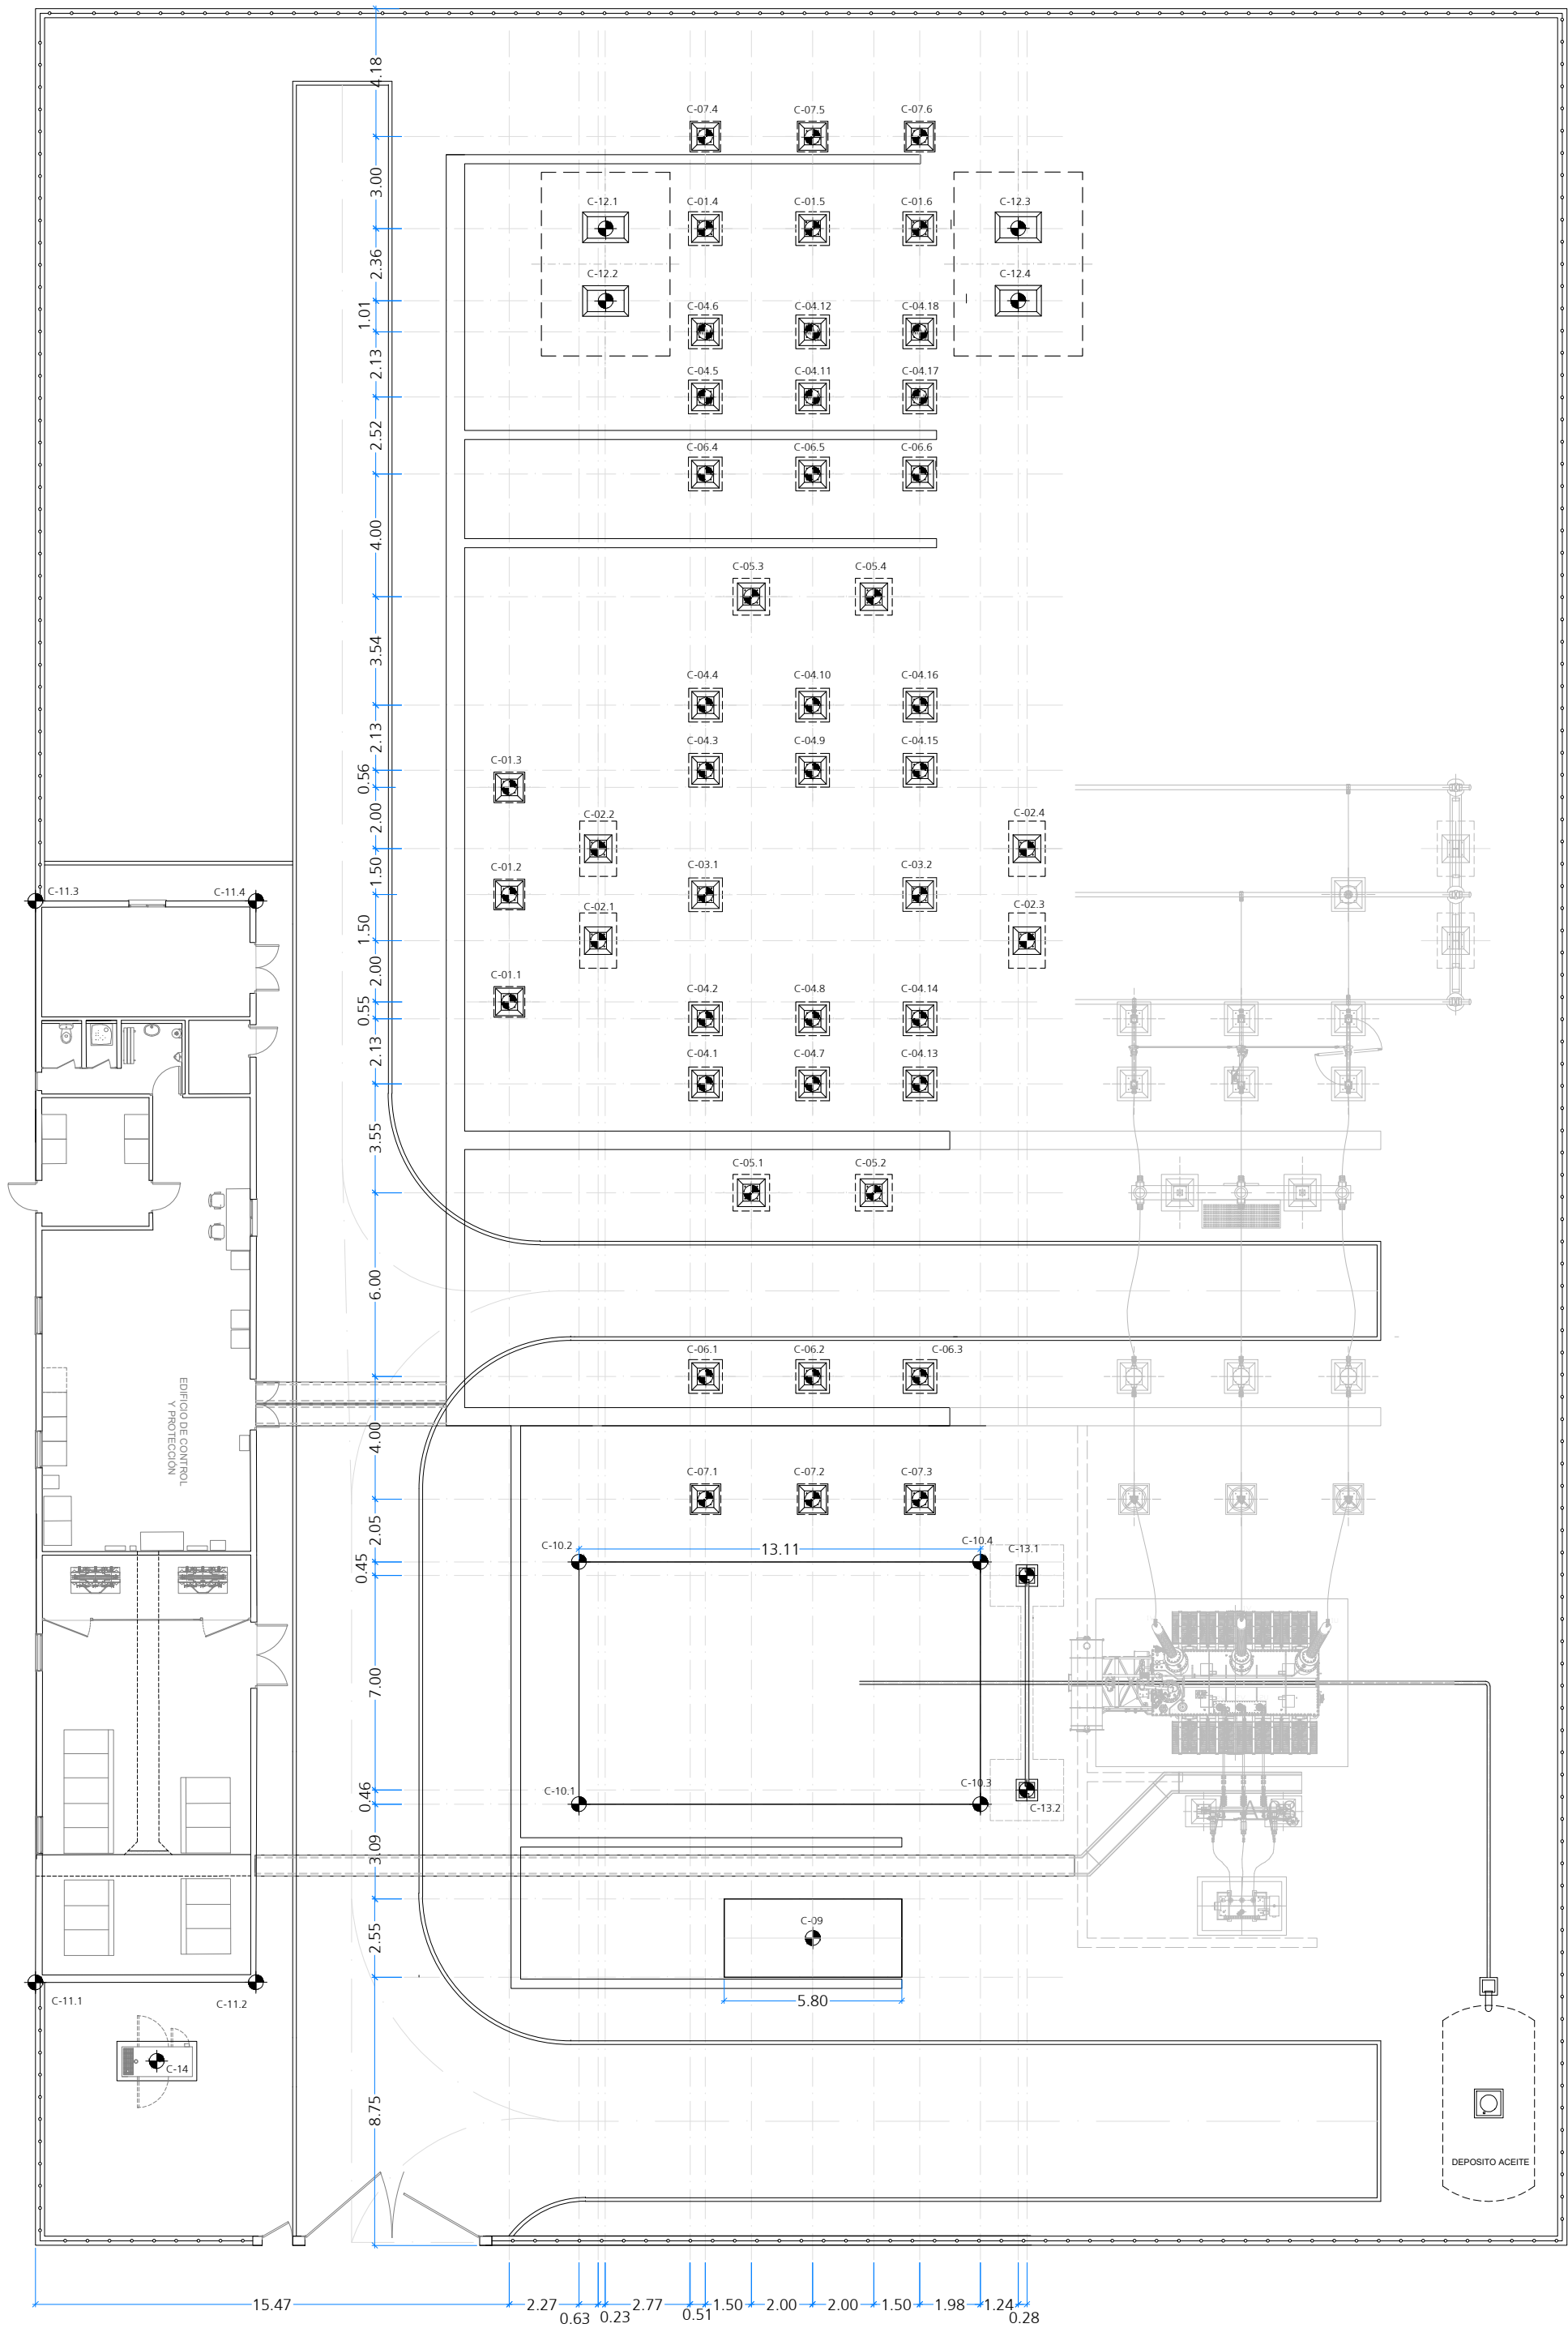 4.18
C-07.4
C-07.5
C-07.6
3.00
C-12.1
C-01.4
C-01.5
C-01.6
C-12.3
2.36
C-12.2
C-12.4
1.01
C-04.6
C-04.12
C-04.18
2.13
C-04.5
C-04.11
C-04.17
2.52
C-06.4
C-06.5
C-06.6
4.00
C-05.3
C-05.4
3.54
C-04.4
C-04.10
C-04.16
2.13
C-04.3
C-04.9
C-04.15
0.56
C-01.3
2.00
C-02.2
C-02.4
1.50
C-11.3
C-11.4
C-01.2
C-03.1
C-03.2
1.50
C-02.1
C-02.3
2.00
C-01.1
0.55
C-04.2
C-04.8
C-04.14
2.13
C-04.1
C-04.7
C-04.13
3.55
C-05.1
C-05.2
6.00
C-06.1
C-06.2
C-06.3
EDIFICIO DE CONTROL
Y PROTECCIÓN
4.00
C-07.1
C-07.2
C-07.3
2.05
C-10.2
13.11
C-10.4
C-13.1
0.45
7.00
C-10.1
C-10.3
C-13.2
0.46
3.09
C-09
2.55
5.80
C-11.1
C-11.2
C-14
8.75
DEPOSITO ACEITE
15.47
2.27
0.63
0.23
2.77
0.51
1.50
2.00
2.00
1.50
1.98
1.24
0.28